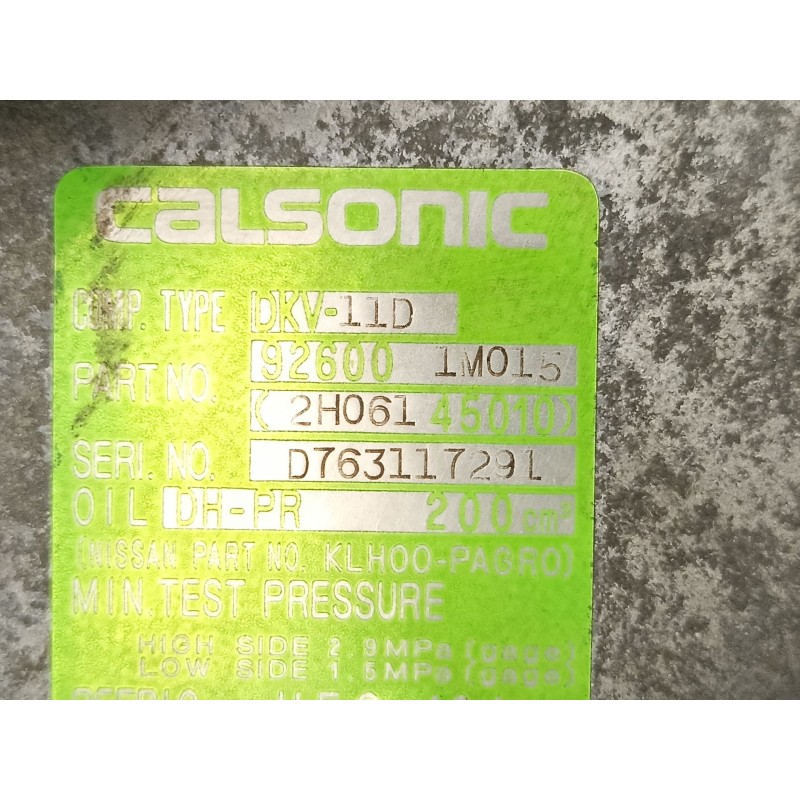 CALSONIC
COMP. TYPE DKV-11D
PART NO. 92600 1M015
(2H061 45010)
SERI. NO. D76311729L
OIL DH-PR 200cm³
(NISSAN PART NO. KLH00-PAGR0)
MIN. TEST PRESSURE
HIGH SIDE 2.9MPa (gage)
LOW SIDE 1.5MPa (gage)